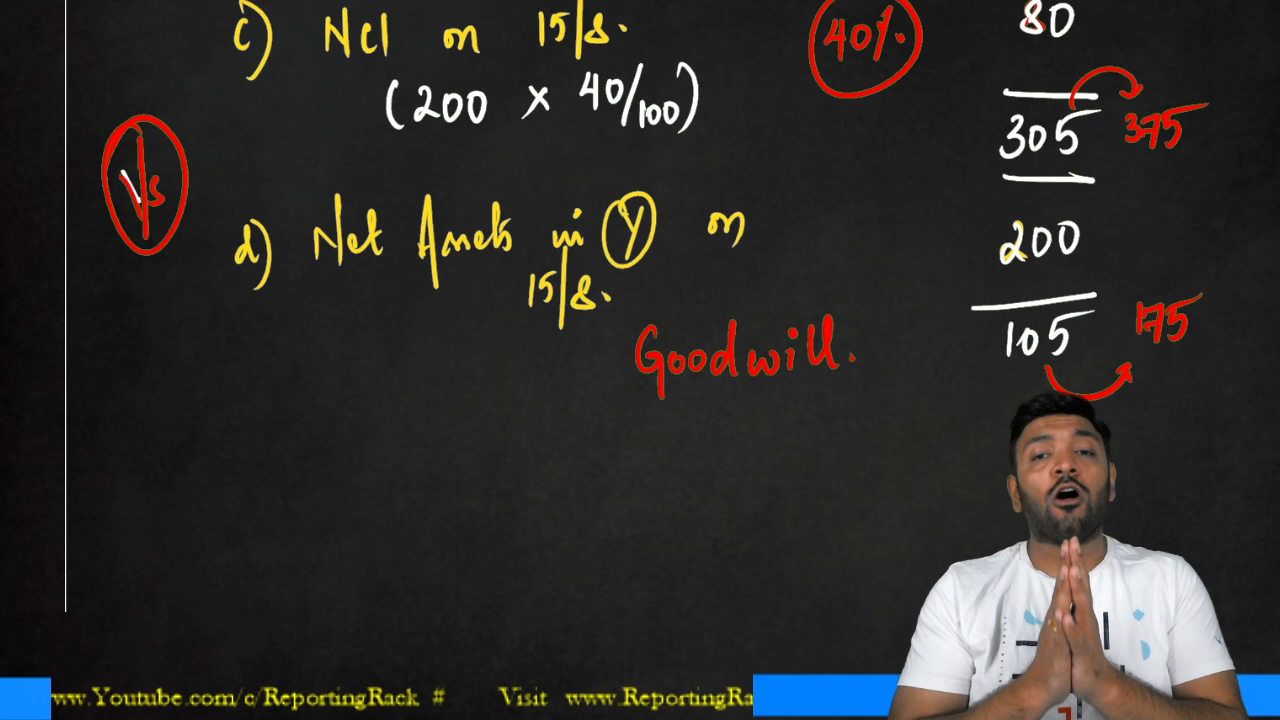 c) NCI on 15/8. 40%. 80
(200 × 40/100)
305 375
Vs
d) Net Assets in Y on 200
15/8.
105 175
Goodwill.
ww.Youtube.com/c/ReportingRack # Visit www.ReportingRa